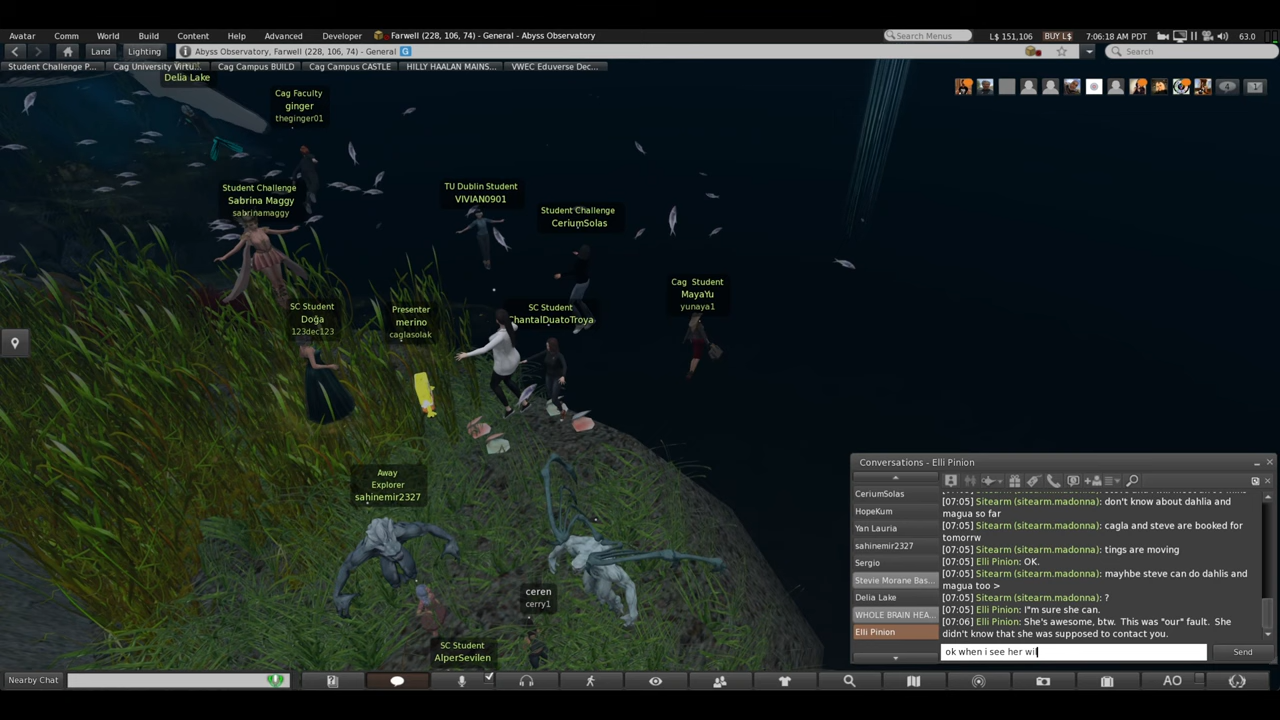 Avatar Comm World Build Content Help Advanced Developer Farwell (228, 106, 74) - General - Abyss Observatory Search Menus L$ 151,106 BUY L$ 7:06:18 AM PDT 63.0
Land Lighting Abyss Observatory, Farwell (228, 106, 74) - General G Search
Student Challenge P... Cag University Virtu... Cag Campus BUILD Cag Campus CASTLE HILLY HAALAN MAINS... VWEC Eduverse Dec...
Delia Lake
Cag Faculty
ginger
theginger01
Student Challenge
Sabrina Maggy
sabrinamaggy
TU Dublin Student
VIVIAN0901
Student Challenge
CeriumSolas
Cag Student
MayaYu
yunaya1
SC Student
Doğa
123dec123
Presenter
merino
caglasolak
SC Student
ChantalDuatoTroya
Away
Explorer
sahinemir2327
ceren
cerry1
SC Student
AlperSevilen
Conversations - Elli Pinion
CeriumSolas
HopeKum
Yan Lauria
sahinemir2327
Sergio
Stevie Morane Bas...
Delia Lake
WHOLE BRAIN HEA...
Elli Pinion
[07:05] Sitearm (sitearm.madonna): don't know about dahlia and
magua so far
[07:05] Sitearm (sitearm.madonna): cagla and steve are booked for
tomorrw
[07:05] Sitearm (sitearm.madonna): tings are moving
[07:05] Elli Pinion: OK.
[07:05] Sitearm (sitearm.madonna): mayhbe steve can do dahlis and
magua too >
[07:05] Sitearm (sitearm.madonna): ?
[07:06] Elli Pinion: I"m sure she can.
[07:06] Elli Pinion: She's awesome, btw. This was "our" fault. She
didn't know that she was supposed to contact you.
ok when i see her wil
Send
Nearby Chat
AO